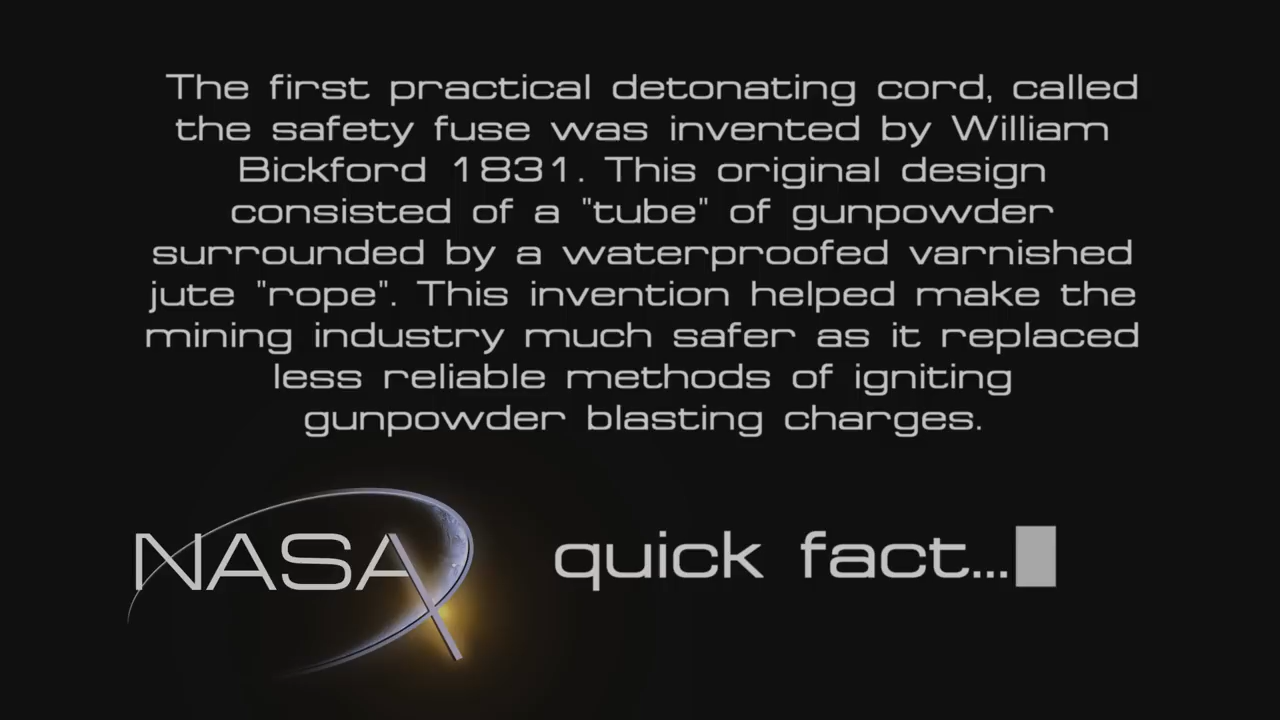 The first practical detonating cord, called
the safety fuse was invented by William
Bickford 1831. This original design
consisted of a "tube" of gunpowder
surrounded by a waterproofed varnished
jute "rope". This invention helped make the
mining industry much safer as it replaced
less reliable methods of igniting
gunpowder blasting charges.
NASA quick fact...